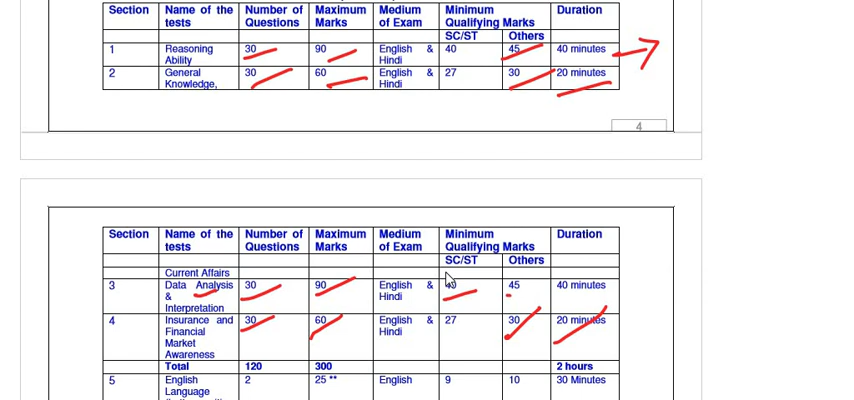 Section Name of the tests Number of Questions Maximum Marks Medium of Exam Minimum Qualifying Marks Duration
SC/ST Others
1 Reasoning Ability 30 90 English & Hindi 40 45 40 minutes
2 General Knowledge, 30 60 English & Hindi 27 30 20 minutes
4
Section Name of the tests Number of Questions Maximum Marks Medium of Exam Minimum Qualifying Marks Duration
SC/ST Others
Current Affairs
3 Data Analysis & Interpretation 30 90 English & Hindi 40 45 40 minutes
4 Insurance and Financial Market Awareness 30 60 English & Hindi 27 30 20 minutes
Total 120 300 2 hours
5 English Language 2 25 ** English 9 10 30 Minutes